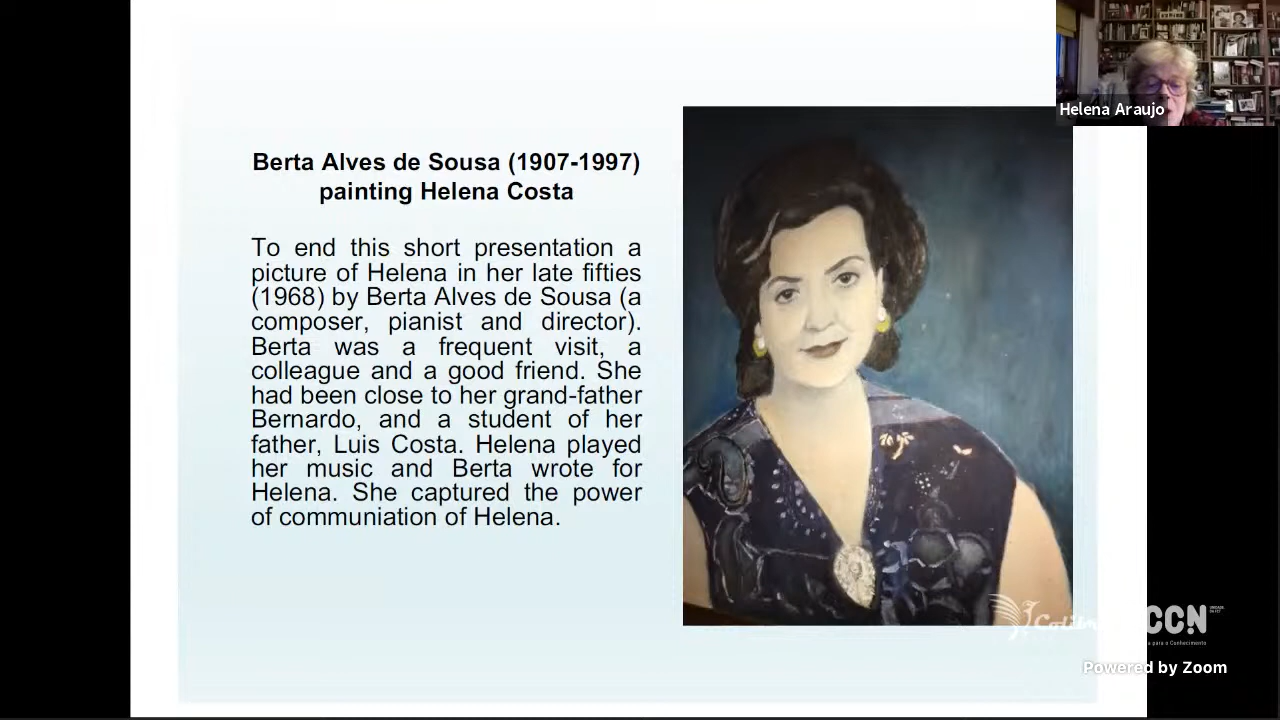 Helena Araujo
Berta Alves de Sousa (1907-1997)
painting Helena Costa
To end this short presentation a
picture of Helena in her late fifties
(1968) by Berta Alves de Sousa (a
composer, pianist and director).
Berta was a frequent visit, a
colleague and a good friend. She
had been close to her grand-father
Bernardo, and a student of her
father, Luis Costa. Helena played
her music and Berta wrote for
Helena. She captured the power
of communiation of Helena.
CCN
para o Conhecimento
Powered by Zoom